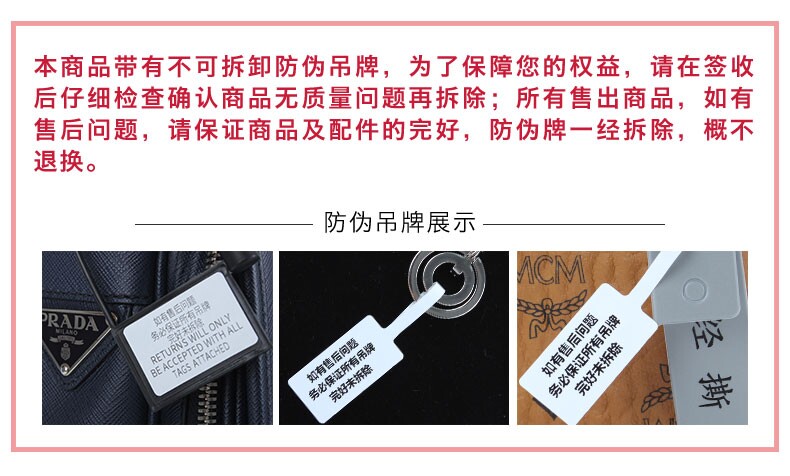 本商品带有不可拆卸防伪吊牌，为了保障您的权益，请在签收
后仔细检查确认商品无质量问题再拆除；所有售出商品，如有
售后问题，请保证商品及配件的完好，防伪牌一经拆除，概不
退换。
防伪吊牌展示
PRADA
MILANO
如有售后问题
务必保证所有吊牌
完好未拆除
RETURNS WILL ONLY
BE ACCEPTED WITH ALL
TAGS ATTACHED
如有售后问题
务必保证所有吊牌
完好未拆除
MCM
如有售后问题
务必保证所有吊牌
完好未拆除
经撕